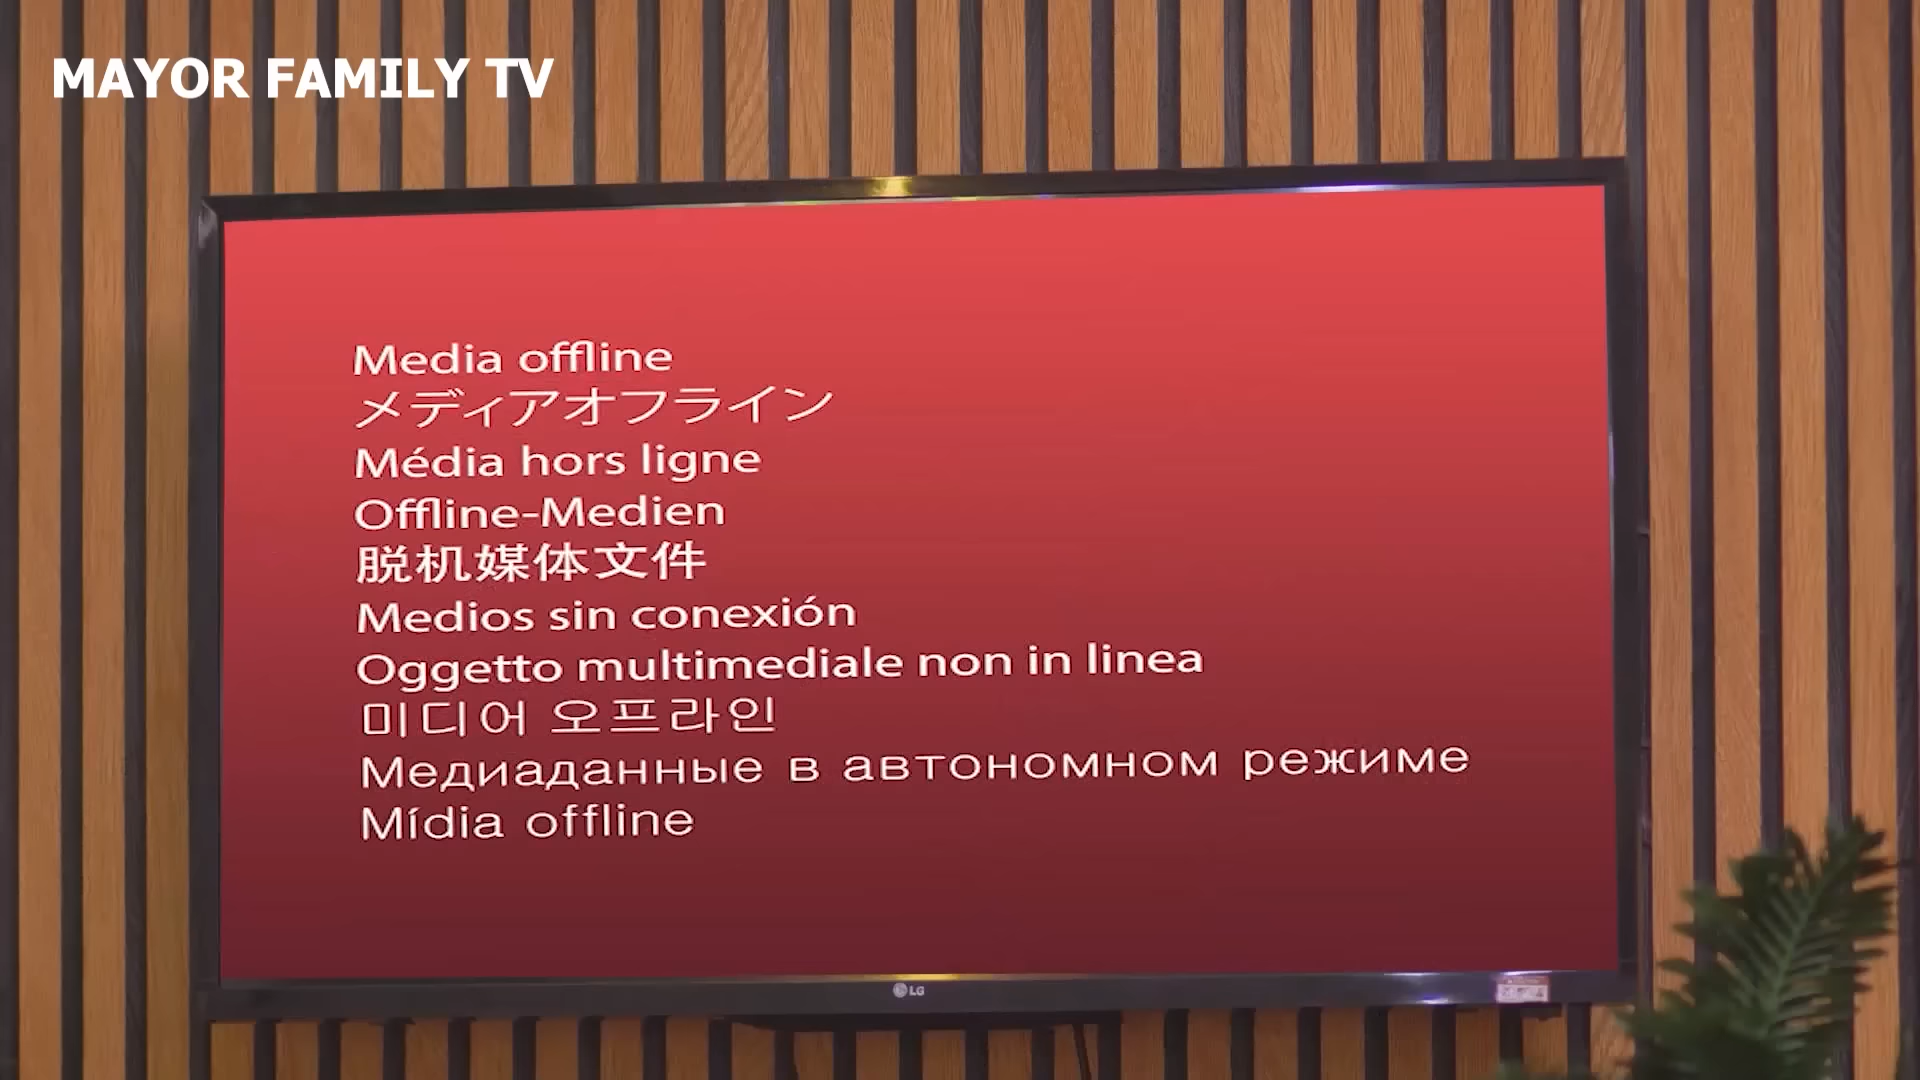 MAYOR FAMILY TV
Media offline
メディアオフライン
Média hors ligne
Offline-Medien
脱机媒体文件
Medios sin conexión
Oggetto multimediale non in linea
미디어 오프라인
Медиаданные в автономном режиме
Mídia offline
LG